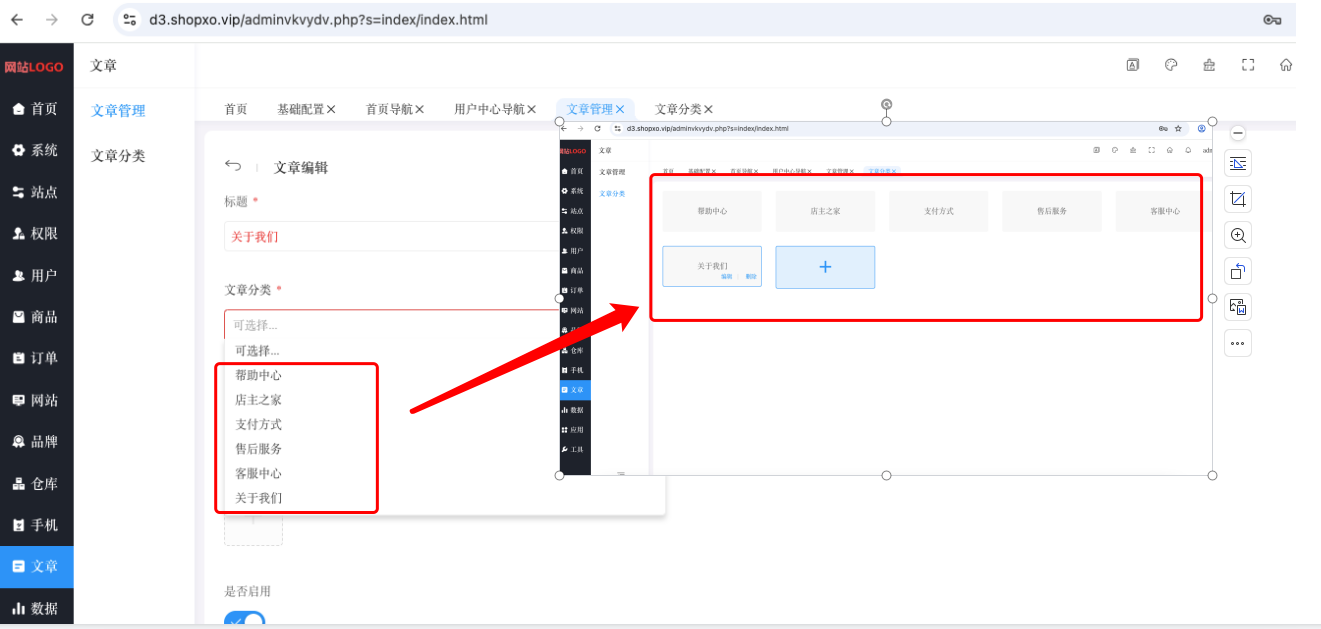 d3.shopxo.vip/adminvkvydv.php?s=index/index.html
网站LOGO
首页
系统
站点
权限
用户
商品
订单
网站
品牌
仓库
手机
文章
数据
文章
文章管理
文章分类
首页 基础配置 首页导航 用户中心导航 文章管理 文章分类
文章编辑
标题 *
关于我们
文章分类 *
可选择...
可选择...
帮助中心
店主之家
支付方式
售后服务
客服中心
关于我们
是否启用
d3.shopxo.vip/adminvkvydv.php?s=index/index.html
网站LOGO
首页
系统
站点
权限
用户
商品
订单
网站
仓库
手机
文章
数据
应用
工具
文章
文章管理
文章分类
首页 基础配置 首页导航 用户中心导航 文章管理 文章分类
帮助中心 店主之家 支付方式 售后服务 客服中心
关于我们
编辑 删除
+